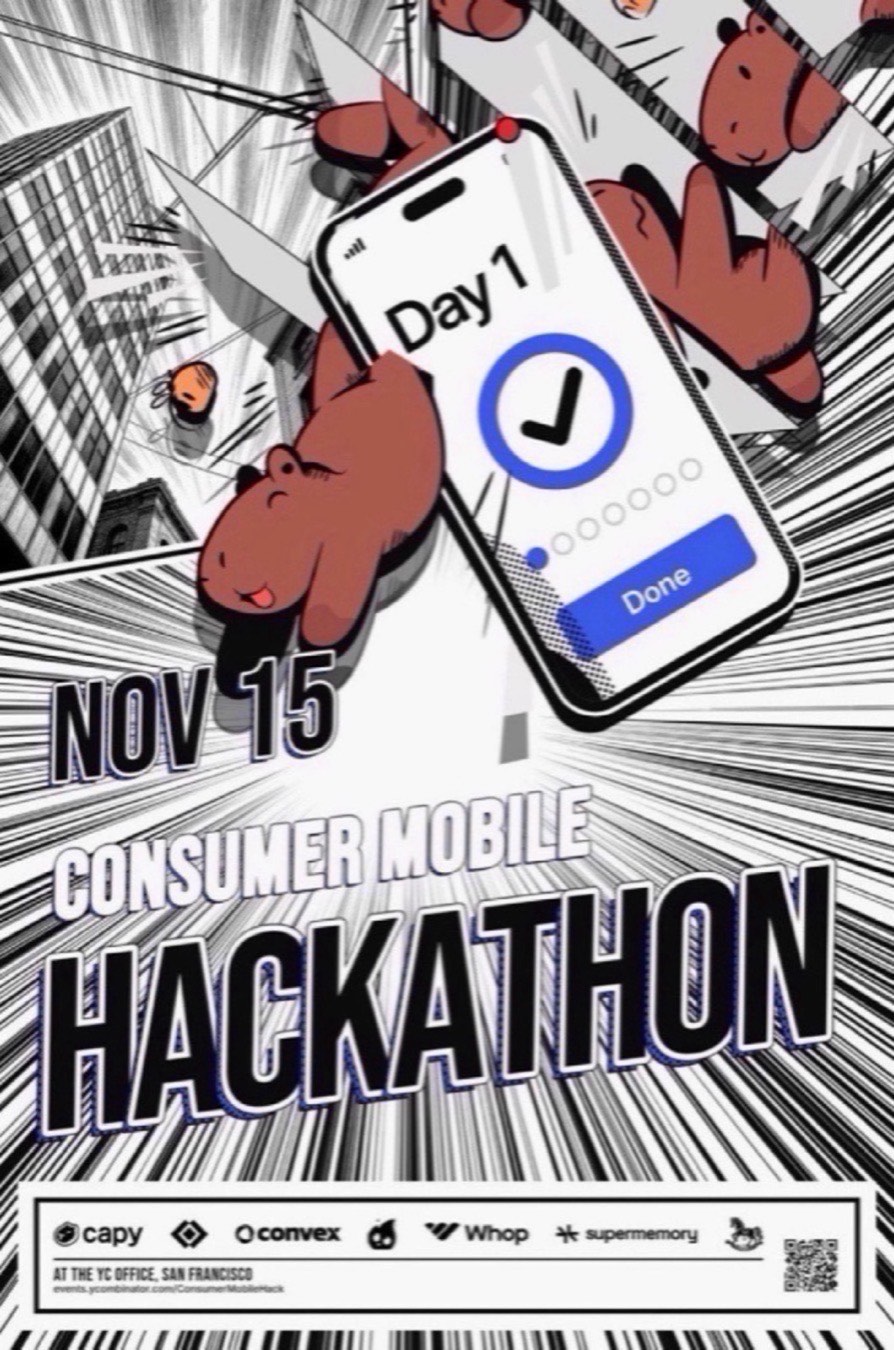 Day 1
Done
NOV 15
CONSUMER MOBILE
HACKATHON
capy convex Whop supermemory
AT THE YC OFFICE, SAN FRANCISCO
events.ycombinator.com/ConsumerMobileHack